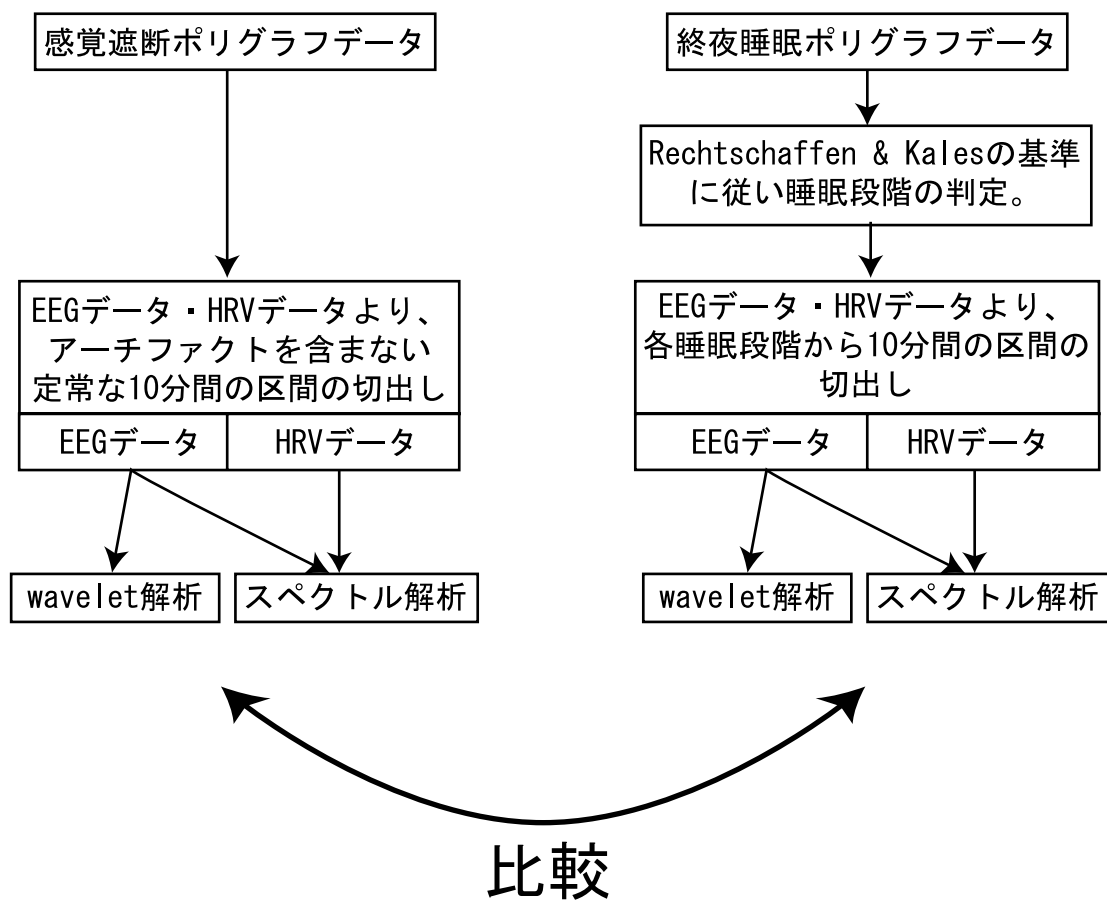 感覚遮断ポリグラフデータ
EEGデータ・HRVデータより、
アーチファクトを含まない
定常な10分間の区間の切出し
EEGデータ
HRVデータ
wavelet解析
スペクトル解析
終夜睡眠ポリグラフデータ
Rechtschaffen & Kalesの基準
に従い睡眠段階の判定。
EEGデータ・HRVデータより、
各睡眠段階から10分間の区間の
切出し
EEGデータ
HRVデータ
wavelet解析
スペクトル解析
比較